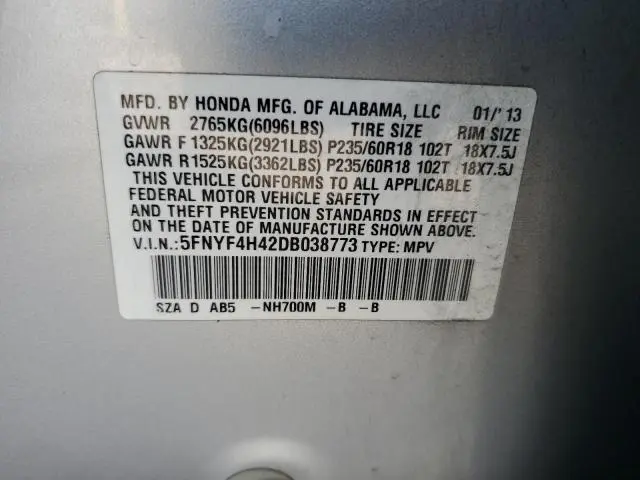 MFD. BY HONDA MFG. OF ALABAMA, LLC 01/'13
GVWR 2765KG(6096LBS) TIRE SIZE RIM SIZE
GAWR F 1325KG(2921LBS) P235/60R18 102T 18X7.5J
GAWR R 1525KG(3362LBS) P235/60R18 102T 18X7.5J
THIS VEHICLE CONFORMS TO ALL APPLICABLE
FEDERAL MOTOR VEHICLE SAFETY
AND THEFT PREVENTION STANDARDS IN EFFECT
ON THE DATE OF MANUFACTURE SHOWN ABOVE.
V.I.N.:5FNYF4H42DB038773 TYPE: MPV
SZA D AB5 -NH700M -B -B